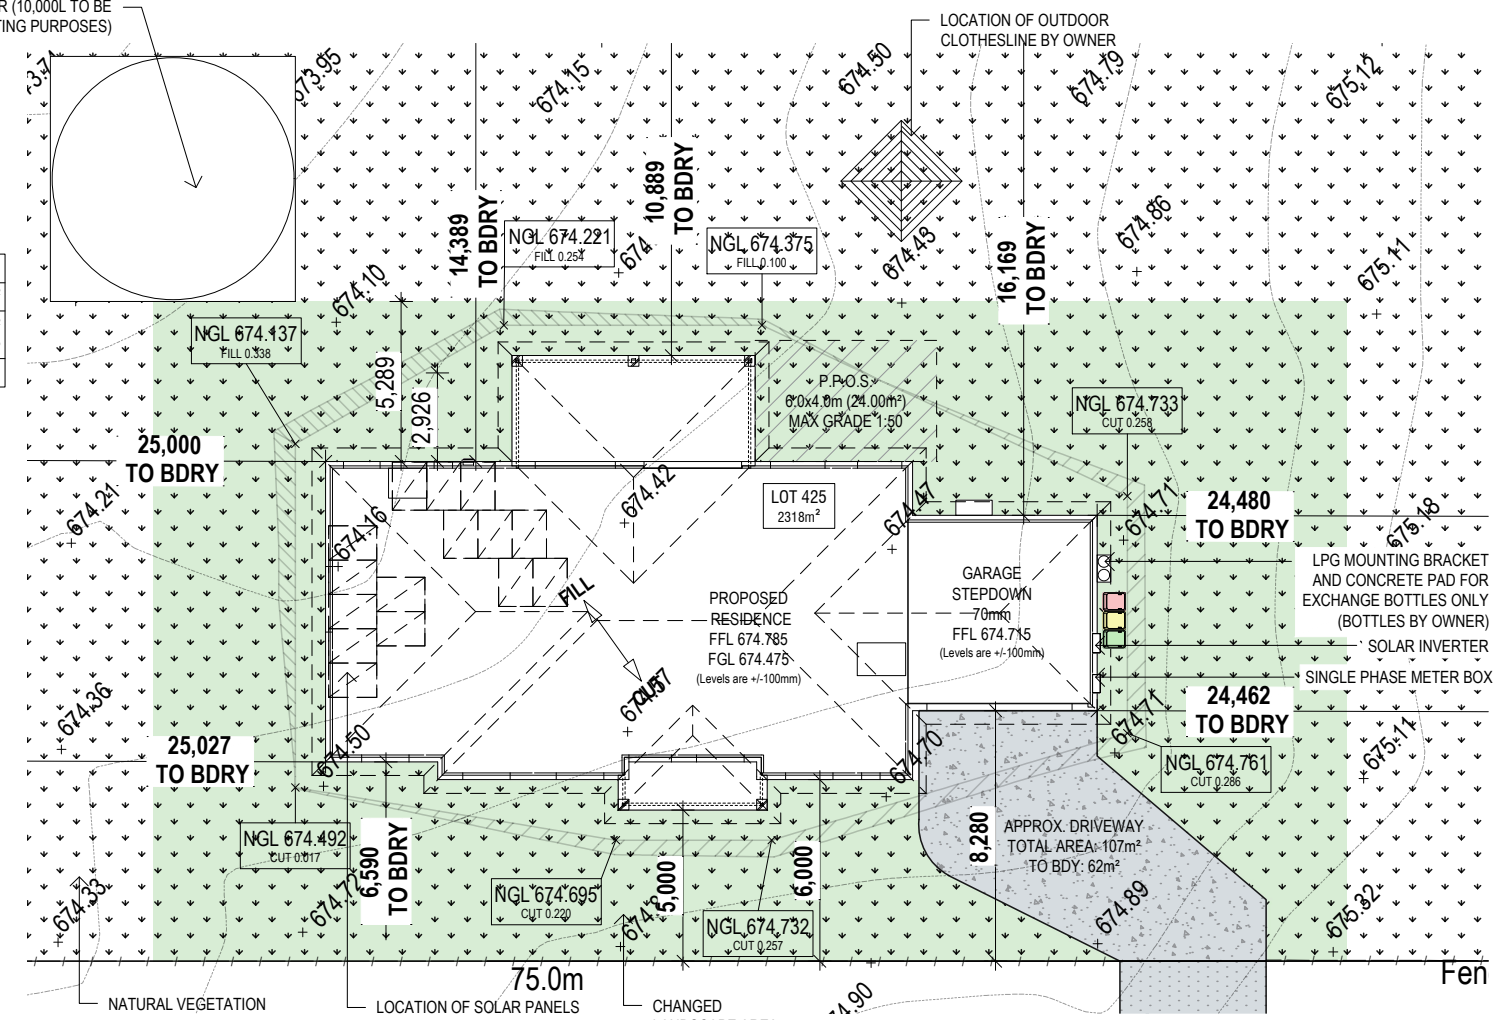 R (10,000L TO BE
TING PURPOSES)
LOCATION OF OUTDOOR
CLOTHESLINE BY OWNER
673.95
674.15
674.50
674.79
675.12
14,389
TO BDRY
10,889
TO BDRY
16,169
TO BDRY
NGL 674.221
FILL 0.254
NGL 674.375
FILL 0.100
674.43
674.86
675.11
674.10
NGL 674.137
FILL 0.338
5,289
2,926
P.P.O.S.
6.0x4.0m (24.00m²)
MAX GRADE 1:50
NGL 674.733
CUT 0.258
25,000
TO BDRY
674.21
674.16
674.42
LOT 425
2318m²
674.47
674.71
24,480
TO BDRY
675.18
LPG MOUNTING BRACKET
AND CONCRETE PAD FOR
EXCHANGE BOTTLES ONLY
(BOTTLES BY OWNER)
SOLAR INVERTER
SINGLE PHASE METER BOX
GARAGE
STEPDOWN
70mm
FFL 674.715
(Levels are +/-100mm)
FILL
CUT
PROPOSED
RESIDENCE
FFL 674.785
FGL 674.475
(Levels are +/-100mm)
674.36
674.50
674.70
674.71
24,462
TO BDRY
25,027
TO BDRY
NGL 674.761
CUT 0.286
675.11
NGL 674.492
CUT 0.017
6,590
TO BDRY
NGL 674.695
CUT 0.220
5,000
NGL 674.732
CUT 0.257
6,000
8,280
APPROX. DRIVEWAY
TOTAL AREA: 107m²
TO BDY: 62m²
674.33
674.72
674.89
675.32
75.0m
Fen
NATURAL VEGETATION
LOCATION OF SOLAR PANELS
CHANGED